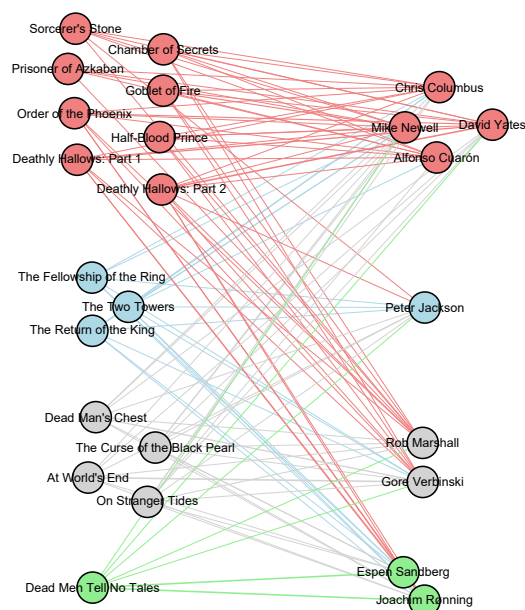 Sorcerer's Stone
Chamber of Secrets
Prisoner of Azkaban
Chris Columbus
Goblet of Fire
Order of the Phoenix
Mike Newell
David Yates
Half-Blood Prince
Deathly Hallows: Part 1
Alfonso Cuarón
Deathly Hallows: Part 2
The Fellowship of the Ring
The Two Towers
Peter Jackson
The Return of the King
Dead Man's Chest
The Curse of the Black Pearl
Rob Marshall
At World's End
Gore Verbinski
On Stranger Tides
Espen Sandberg
Dead Men Tell No Tales
Joachim Rønning